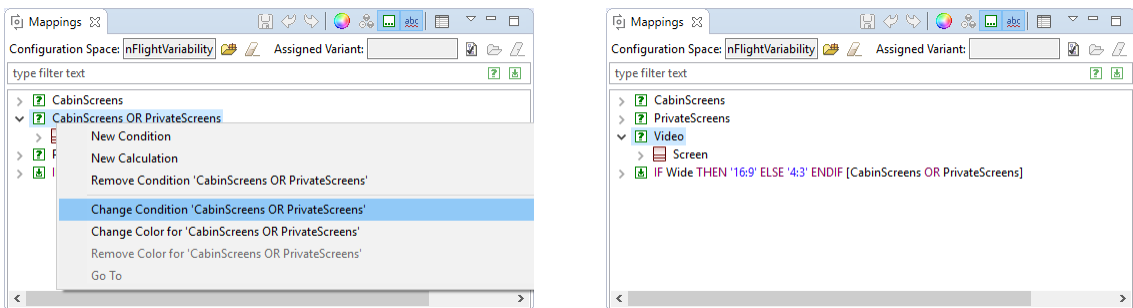 Mappings
abc
Configuration Space: nFlightVariability Assigned Variant:
type filter text
CabinScreens
CabinScreens OR PrivateScreens
New Condition
New Calculation
Remove Condition 'CabinScreens OR PrivateScreens'
Change Condition 'CabinScreens OR PrivateScreens'
Change Color for 'CabinScreens OR PrivateScreens'
Remove Color for 'CabinScreens OR PrivateScreens'
Go To
Mappings
abc
Configuration Space: nFlightVariability Assigned Variant:
type filter text
CabinScreens
PrivateScreens
Video
Screen
IF Wide THEN '16:9' ELSE '4:3' ENDIF [CabinScreens OR PrivateScreens]